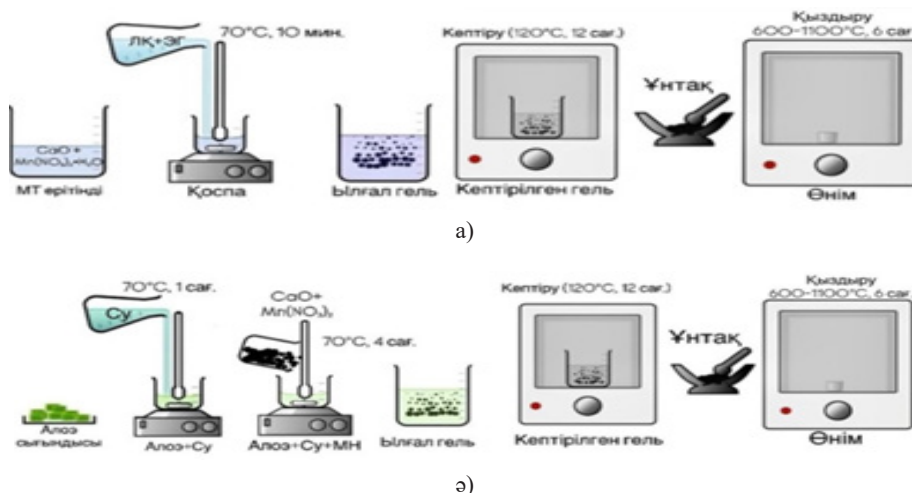 ЛҚ+ЭГ
70°C, 10 мин.
CaO+
Mn(NO₃)₂•H₂O
МТ ерітінді
Қоспа
Ылғал гель
Кептіру (120°C, 12 сағ.)
Кептірілген гель
Ұнтақ
Қыздыру
600-1100°C, 6 сағ
Өнім
а)
Алоэ
сығындысы
70°C, 1 сағ.
Су
Алоэ+Су
CaO+
Mn(NO₃)₂
70°C, 4 сағ.
Алоэ+Су+МН
Ылғал гель
Кептіру (120°C, 12 сағ.)
Кептірілген гель
Ұнтақ
Қыздыру
600-1100°C, 6 сағ
Өнім
ә)